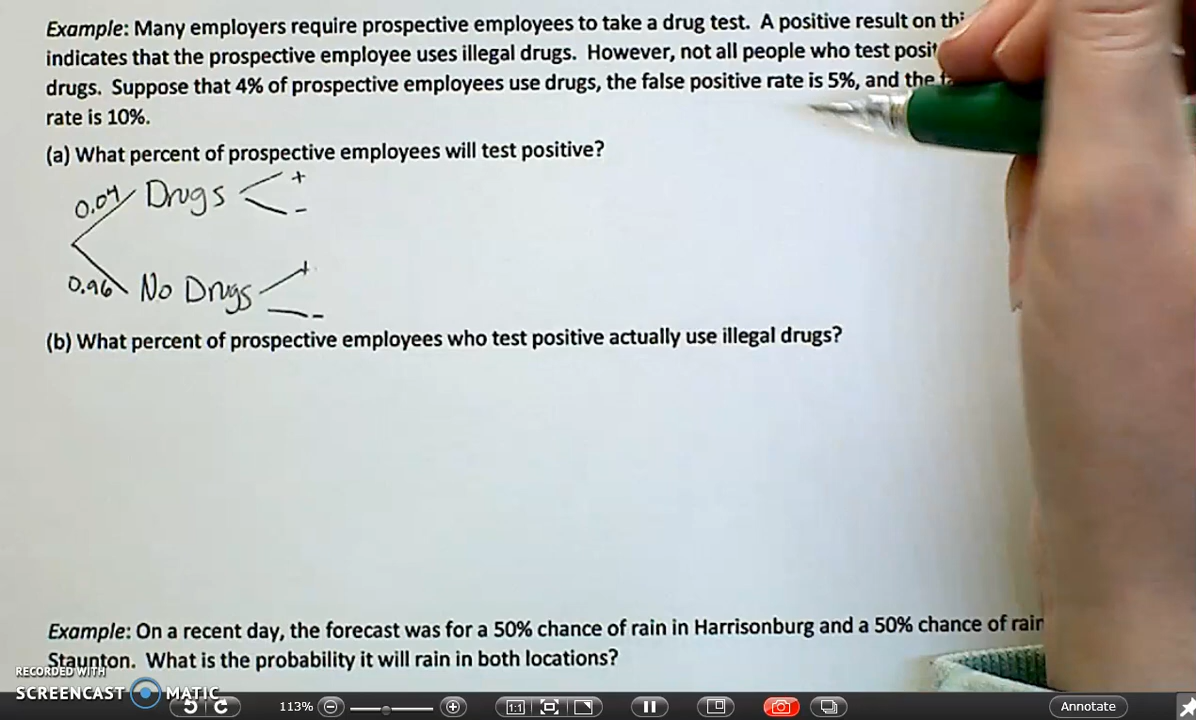 Example: Many employers require prospective employees to take a drug test. A positive result on
indicates that the prospective employee uses illegal drugs. However, not all people who test
drugs. Suppose that 4% of prospective employees use drugs, the false positive rate is 5%, and the
rate is 10%.
(a) What percent of prospective employees will test positive?
0.04 Drugs + -
0.96 No Drugs + -
(b) What percent of prospective employees who test positive actually use illegal drugs?
Example: On a recent day, the forecast was for a 50% chance of rain in Harrisonburg and a 50% chance of rain
Staunton. What is the probability it will rain in both locations?
RECORDED WITH
SCREENCAST MATIC
113% 1:1 Annotate